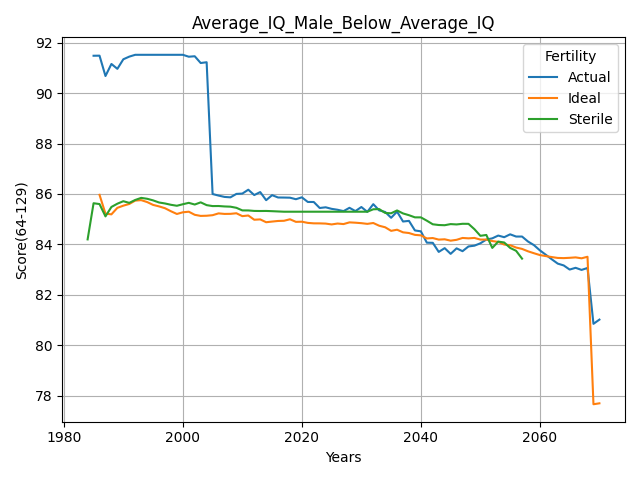 Average_IQ_Male_Below_Average_IQ
Score(64-129)
92
90
88
86
84
82
80
78
Fertility
Actual
Ideal
Sterile
1980
2000
2020
2040
2060
Years